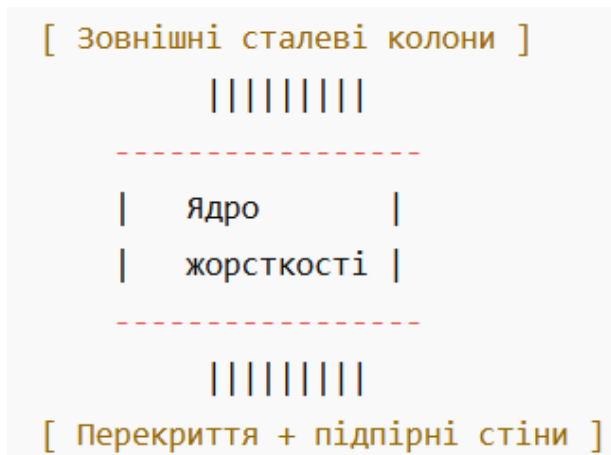 [ Зовнішні сталеві колони ]
|||||||||
-----------------
|   Ядро       |
|   жорсткості |
-----------------
|||||||||
[ Перекриття + підпірні стіни ]